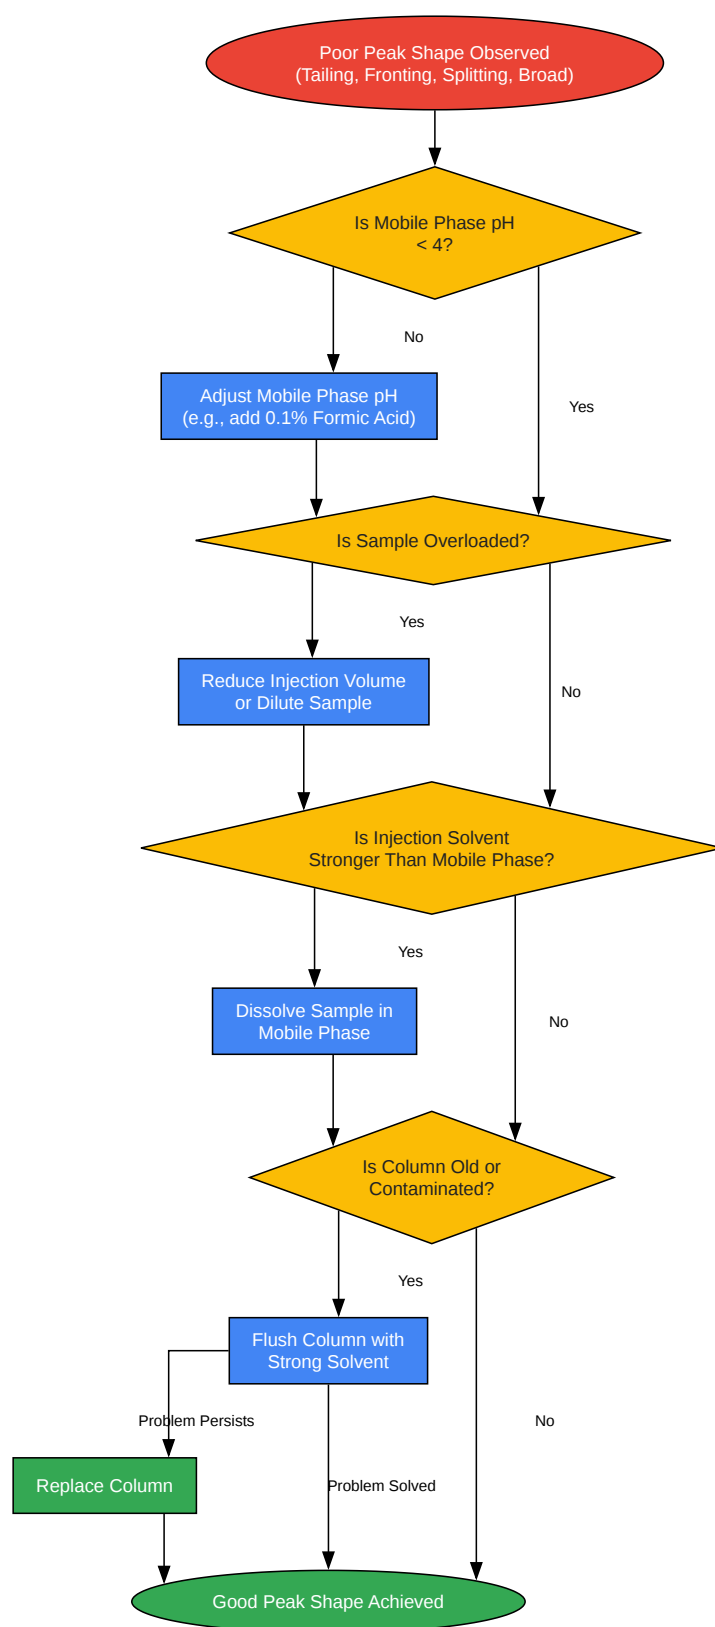 Poor Peak Shape Observed
(Tailing, Fronting, Splitting, Broad)
Is Mobile Phase pH
< 4?
No
Adjust Mobile Phase pH
(e.g., add 0.1% Formic Acid)
Yes
Is Sample Overloaded?
Yes
Reduce Injection Volume
or Dilute Sample
No
Is Injection Solvent
Stronger Than Mobile Phase?
Yes
Dissolve Sample in
Mobile Phase
No
Is Column Old or
Contaminated?
Yes
Flush Column with
Strong Solvent
Problem Persists
No
Replace Column
Problem Solved
Good Peak Shape Achieved